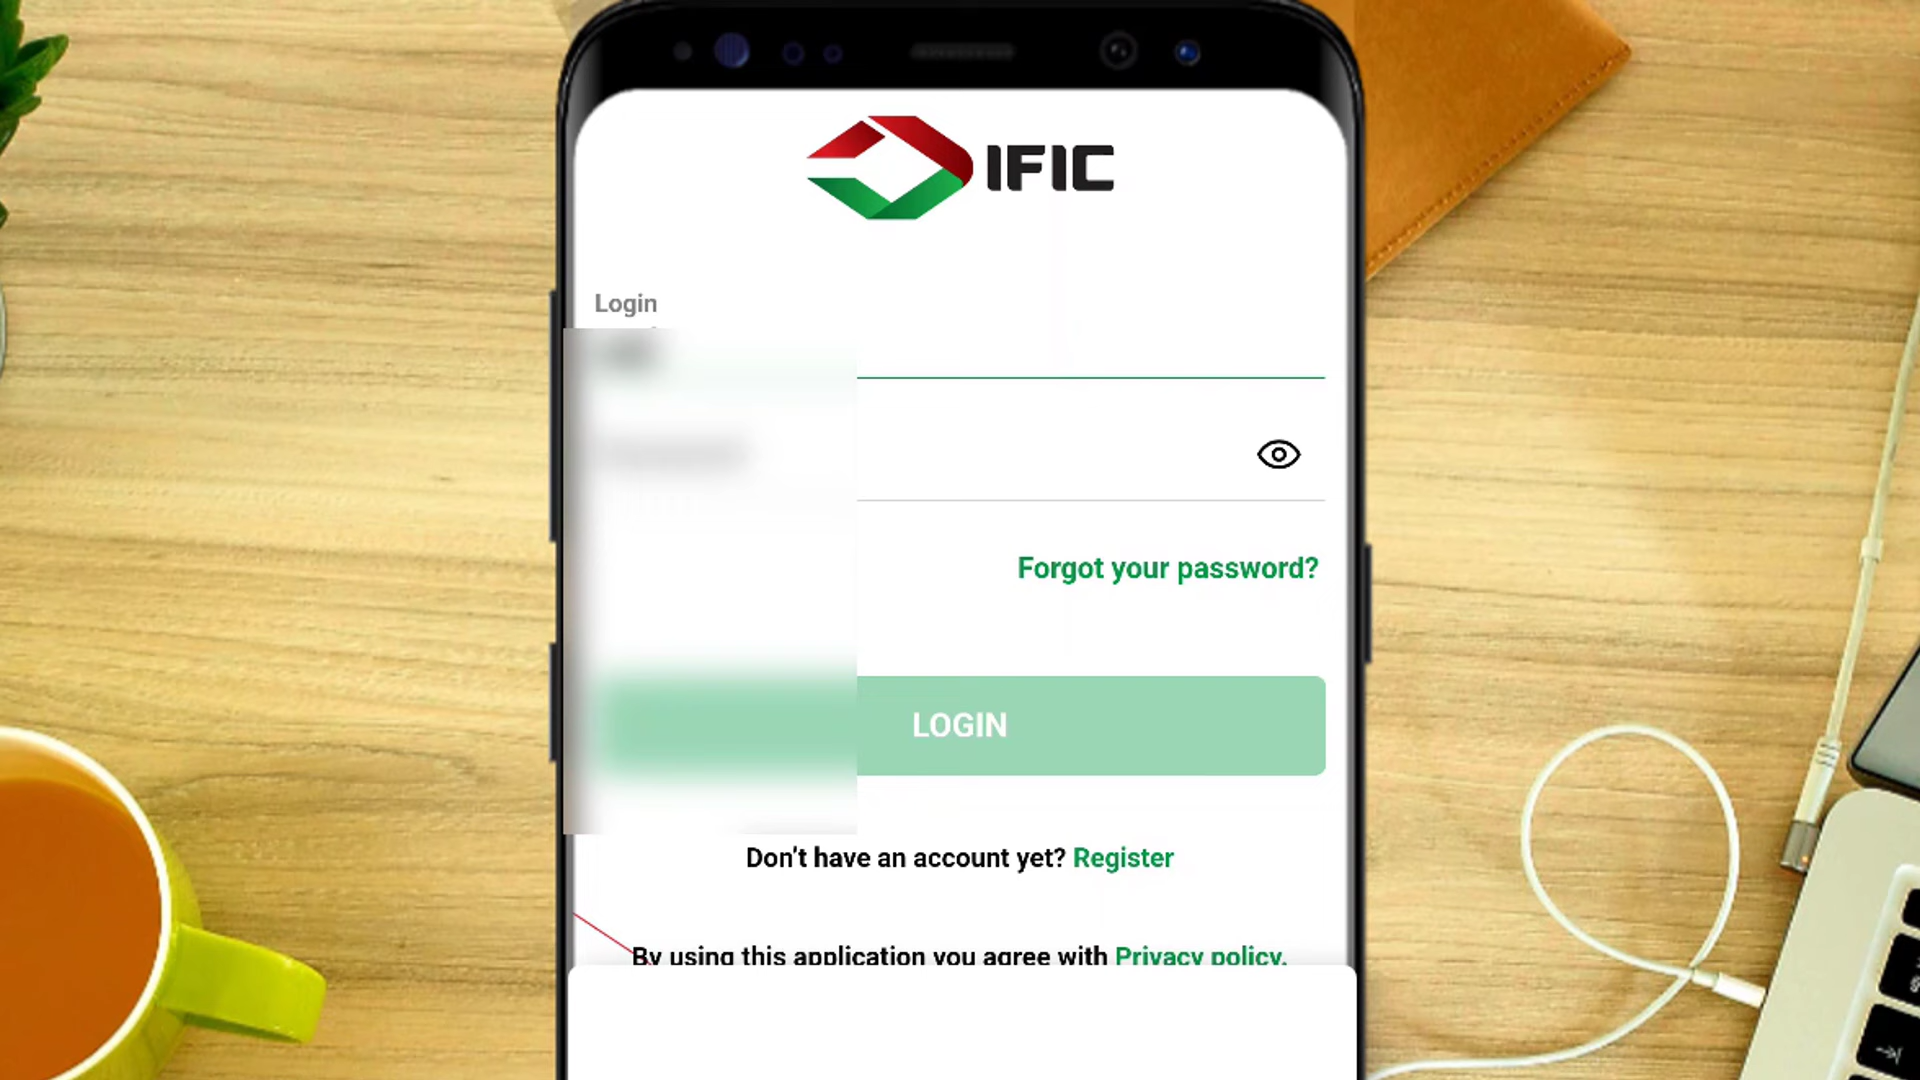 IFIC
Login
Forgot your password?
LOGIN
Don't have an account yet? Register
By using this application you agree with Privacy policy.